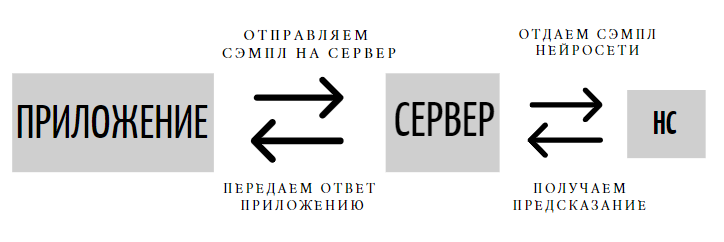 ОТПРАВЛЯЕМ
СЭМПЛ НА СЕРВЕР
ОТДАЕМ СЭМПЛ
НЕЙРОСЕТИ
ПРИЛОЖЕНИЕ
СЕРВЕР
НС
ПЕРЕДАЕМ ОТВЕТ
ПРИЛОЖЕНИЮ
ПОЛУЧАЕМ
ПРЕДСКАЗАНИЕ